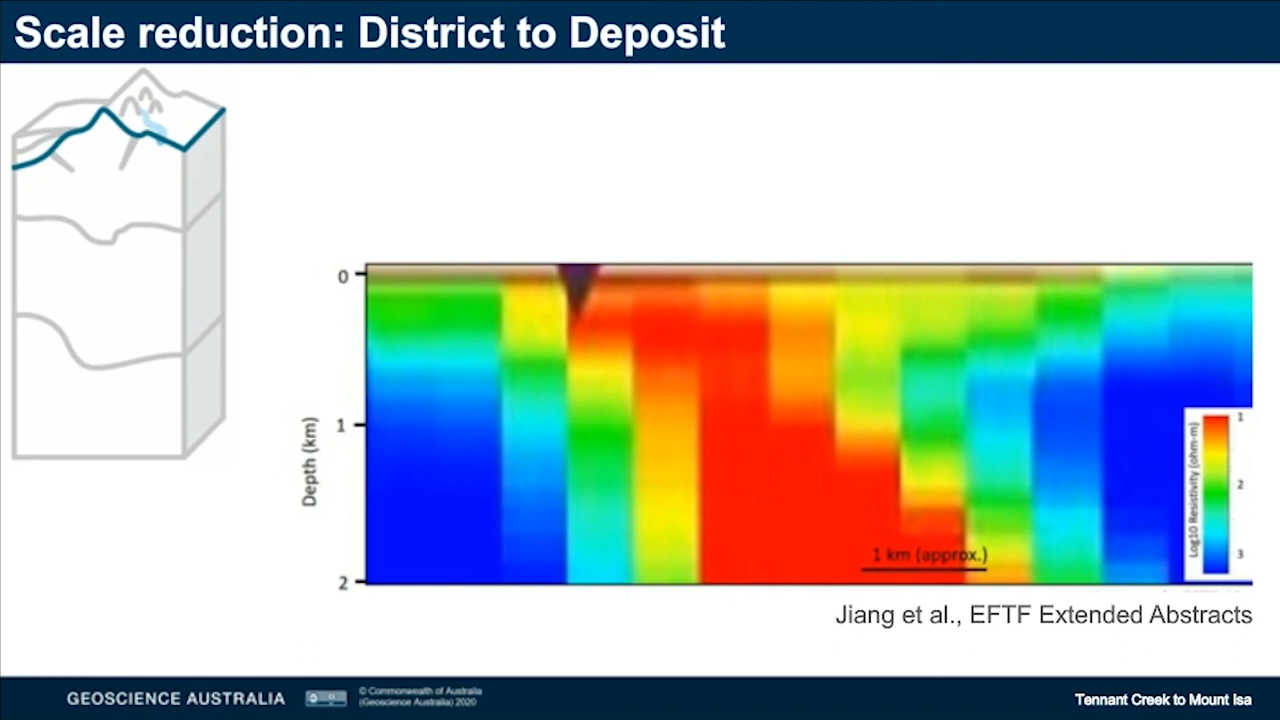 Scale reduction: District to Deposit
0
1
2
Depth (km)
1 km (approx.)
Log10 Resistivity (ohm-m)
1
2
3
Jiang et al., EFTF Extended Abstracts
GEOSCIENCE AUSTRALIA
© Commonwealth of Australia
(Geoscience Australia) 2020
Tennant Creek to Mount Isa